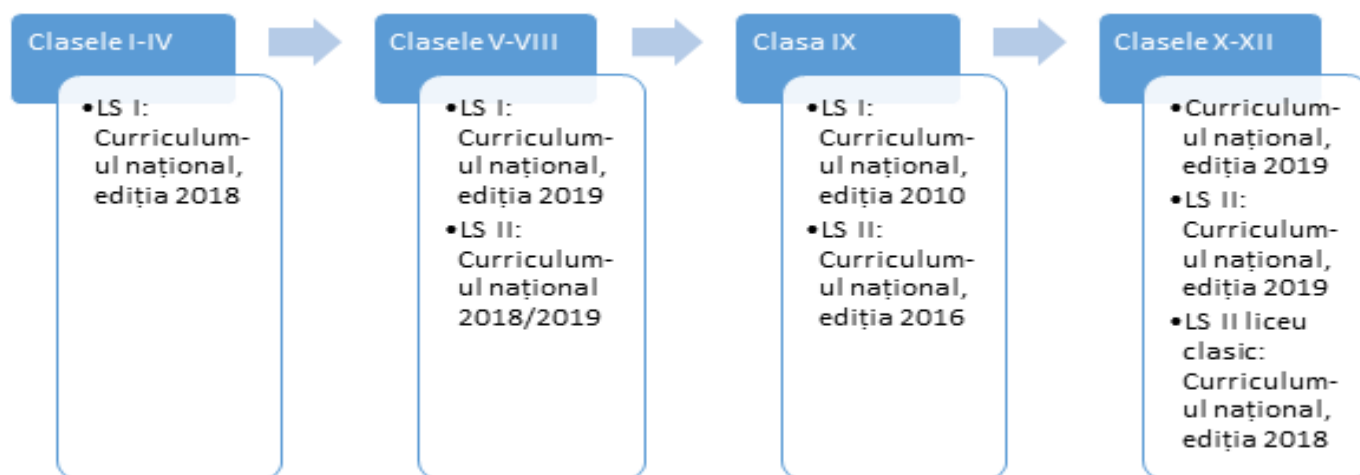 Clasele I-IV
•LS I:
Curriculum-
ul național,
ediția 2018
Clasele V-VIII
•LS I:
Curriculum-
ul național,
ediția 2019
•LS II:
Curriculum-
ul național
2018/2019
Clasa IX
•LS I:
Curriculum-
ul național,
ediția 2010
•LS II:
Curriculum-
ul național,
ediția 2016
Clasele X-XII
•Curriculum-
ul național,
ediția 2019
•LS II:
Curriculum-
ul național,
ediția 2019
•LS II liceu
clasic:
Curriculum-
ul național,
ediția 2018